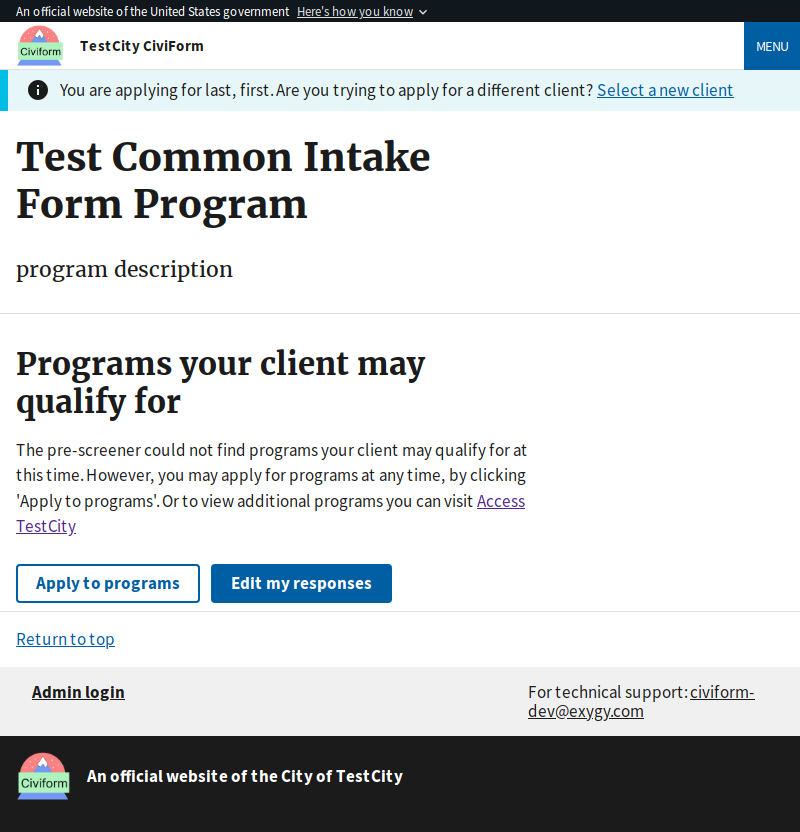 An official website of the United States government Here's how you know
Civiform
TestCity CiviForm
MENU
You are applying for last, first. Are you trying to apply for a different client? Select a new client
Test Common Intake
Form Program
program description
Programs your client may
qualify for
The pre-screener could not find programs your client may qualify for at
this time. However, you may apply for programs at any time, by clicking
'Apply to programs'. Or to view additional programs you can visit Access
TestCity
Apply to programs
Edit my responses
Return to top
Admin login
For technical support: civiform-
dev@exygy.com
Civiform
An official website of the City of TestCity